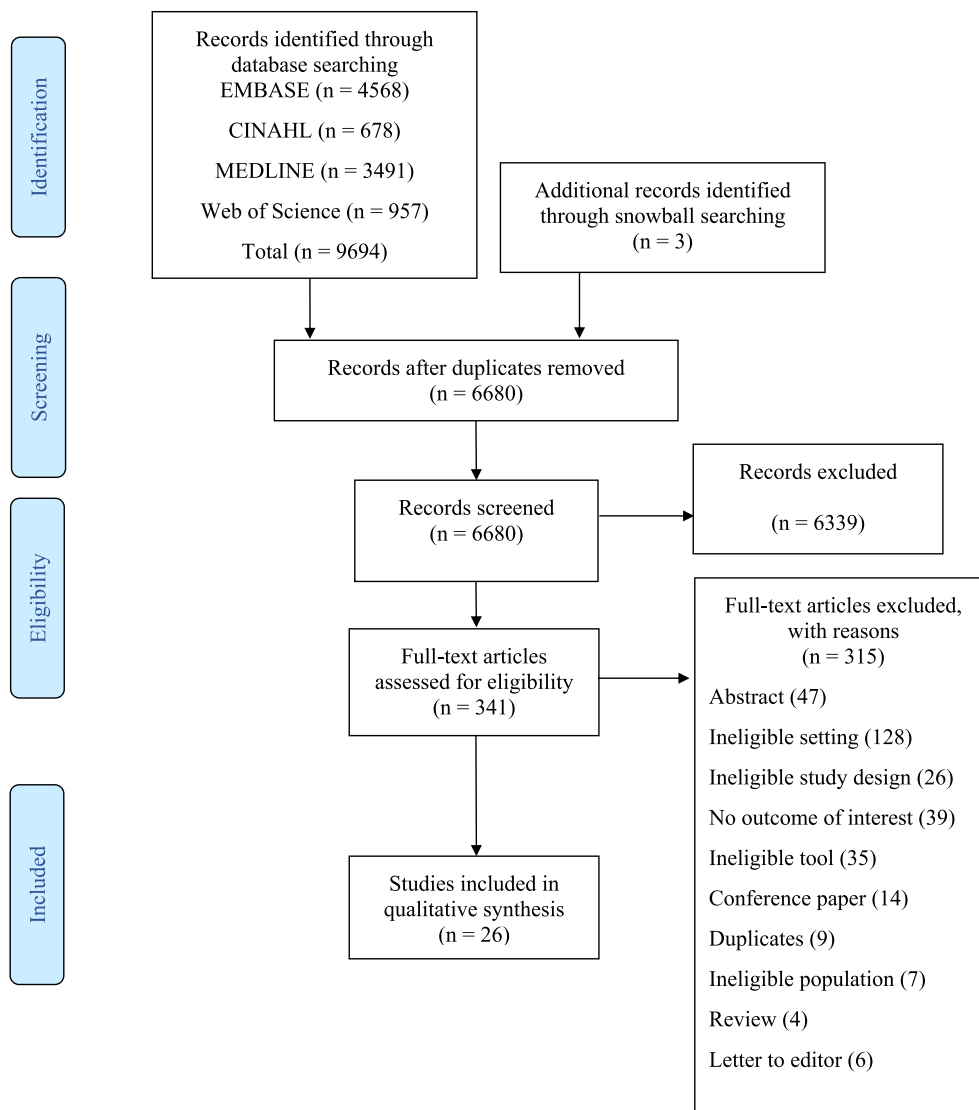 Identification
Records identified through
database searching
EMBASE (n = 4568)
CINAHL (n = 678)
MEDLINE (n = 3491)
Web of Science (n = 957)
Total (n = 9694)
Additional records identified
through snowball searching
(n = 3)
Screening
Records after duplicates removed
(n = 6680)
Records screened
(n = 6680)
Records excluded
(n = 6339)
Eligibility
Full-text articles
assessed for eligibility
(n = 341)
Full-text articles excluded,
with reasons
(n = 315)
Abstract (47)
Ineligible setting (128)
Ineligible study design (26)
No outcome of interest (39)
Ineligible tool (35)
Conference paper (14)
Duplicates (9)
Ineligible population (7)
Review (4)
Letter to editor (6)
Included
Studies included in
qualitative synthesis
(n = 26)